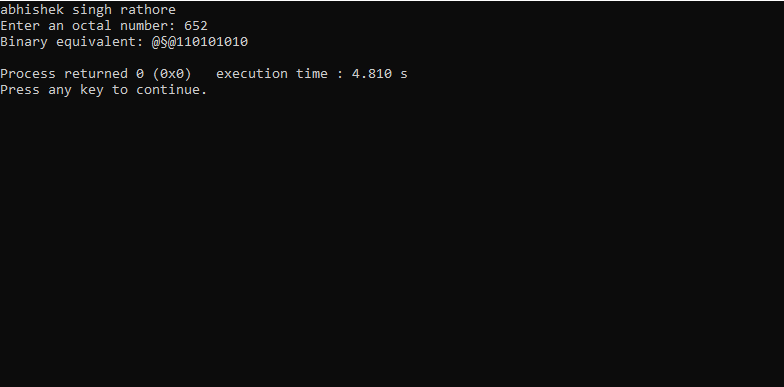 abhishek singh rathore
Enter an octal number: 652
Binary equivalent: @§@110101010
Process returned 0 (0x0)   execution time : 4.810 s
Press any key to continue.